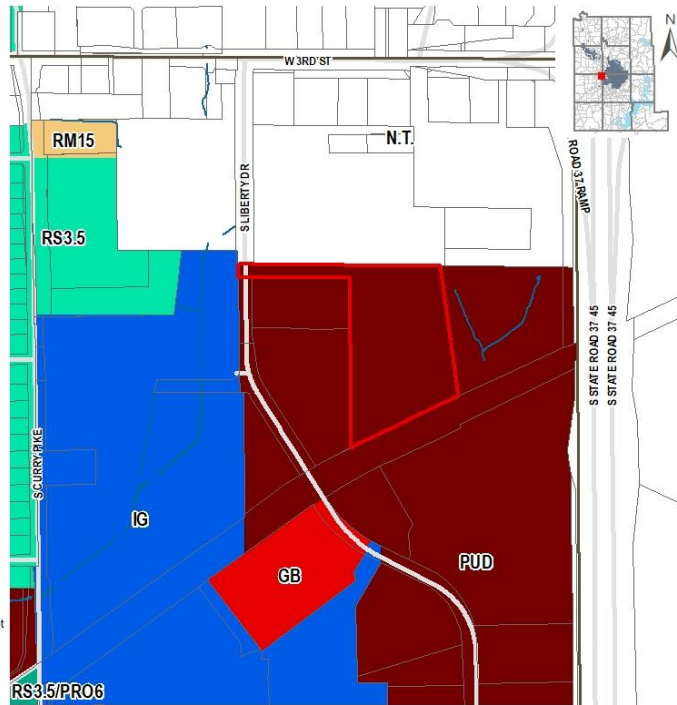 N
W 3RD ST
RM15
N.T.
ROAD 37 RAMP
S LIBERTY DR
RS3.5
S STATE ROAD 37 45
S STATE ROAD 37 45
S CURRY PIKE
IG
PUD
GB
t
RS3.5/PRO6